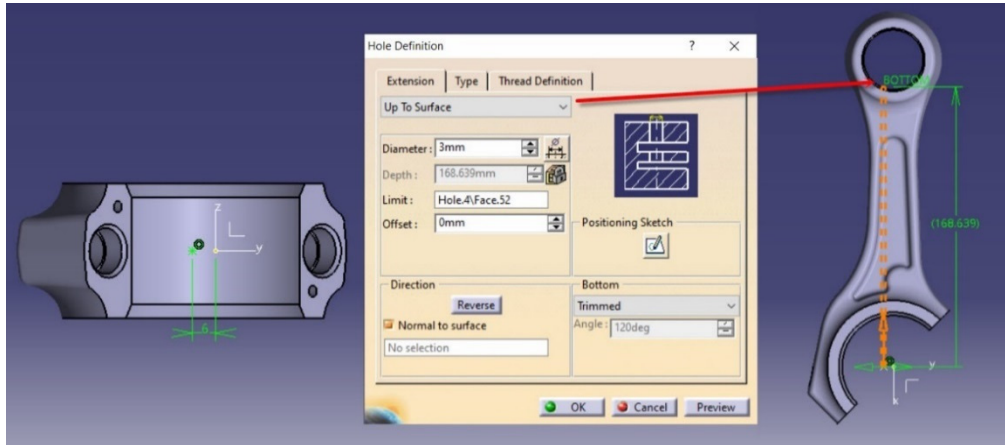 Hole Definition
? ×
Extension Type Thread Definition
Up To Surface
Diameter : 3mm
Depth : 168.639mm
Limit : Hole.4\Face.52
Offset : 0mm
Positioning Sketch
Direction
Reverse
Normal to surface
No selection
Bottom
Trimmed
Angle : 120deg
OK Cancel Preview
z
y
6
BOTTOM
(168.639)
y
x